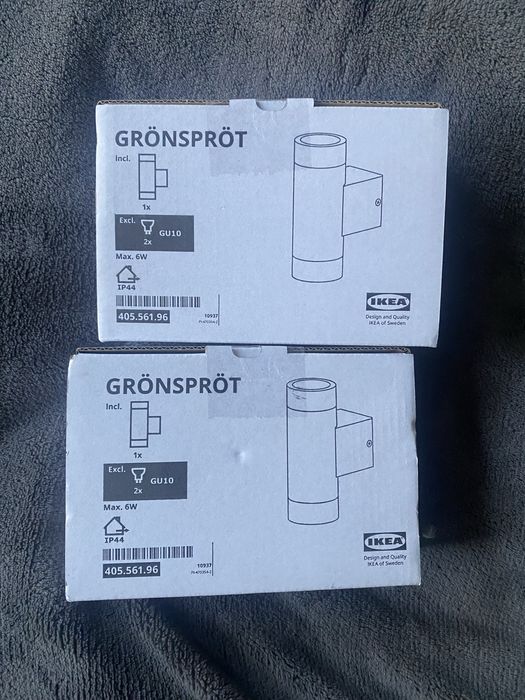 GRÖNSPRÖT
Incl.
1x
Excl.
GU10
2x
Max. 6W
IP44
405.561.96
10937
IKEA
Design and Quality
IKEA of Sweden
GRÖNSPRÖT
Incl.
1x
Excl.
GU10
2x
Max. 6W
IP44
405.561.96
10937
IKEA
Design and Quality
IKEA of Sweden